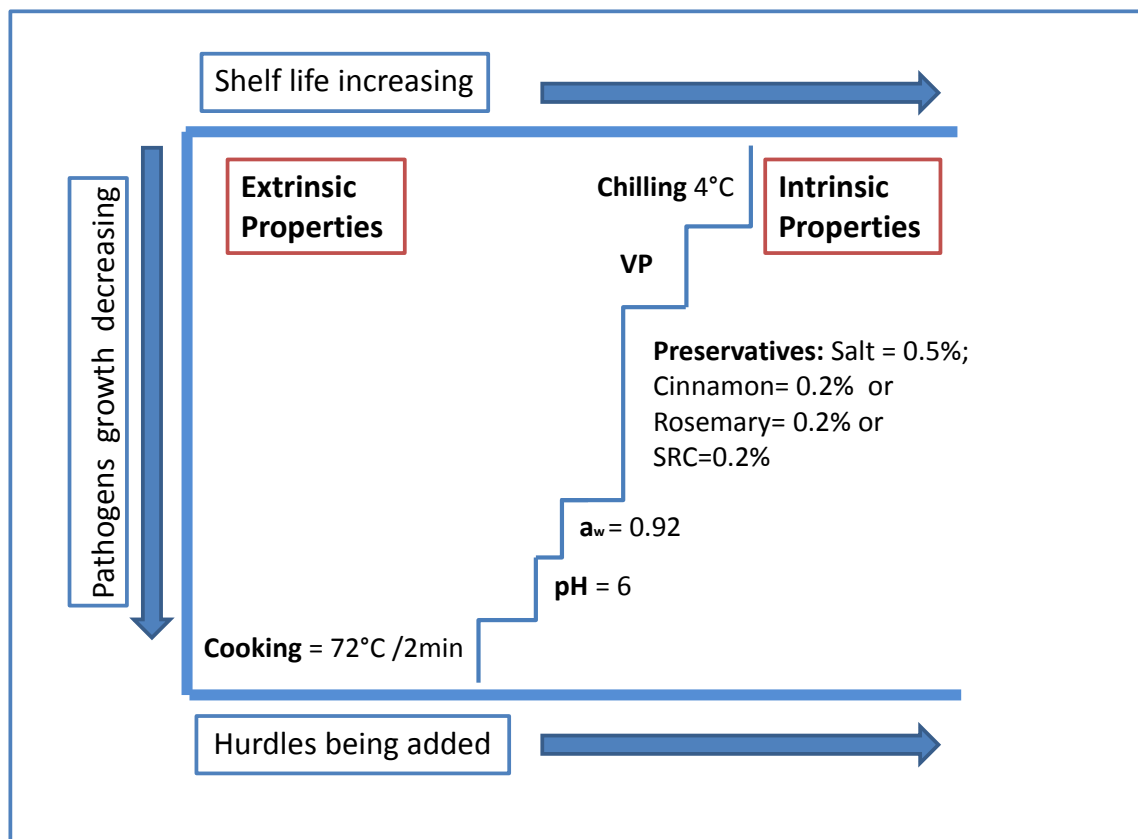 Shelf life increasing
Pathogens growth decreasing
Extrinsic
Properties
Chilling 4°C
Intrinsic
Properties
VP
Preservatives: Salt = 0.5%;
Cinnamon= 0.2% or
Rosemary= 0.2% or
SRC=0.2%
aw = 0.92
pH = 6
Cooking = 72°C /2min
Hurdles being added